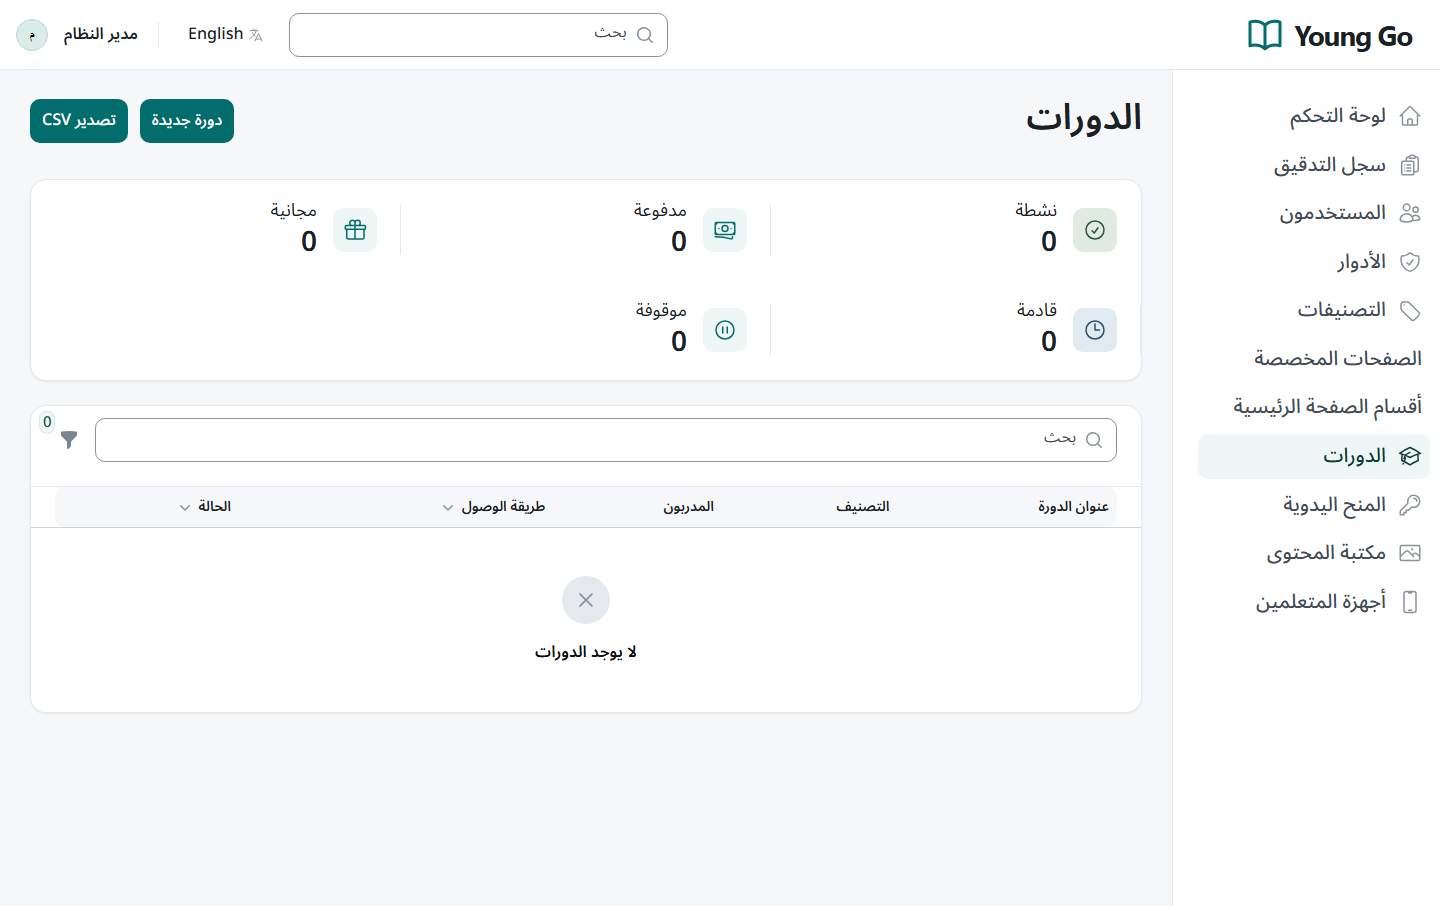 Young Go
بحث
English
مدير النظام
م
لوحة التحكم
سجل التدقيق
المستخدمون
الأدوار
التصنيفات
الصفحات المخصصة
أقسام الصفحة الرئيسية
الدورات
المنح اليدوية
مكتبة المحتوى
أجهزة المتعلمين
الدورات
دورة جديدة
تصدير CSV
نشطة
0
مدفوعة
0
مجانية
0
قادمة
0
موقوفة
0
بحث
0
عنوان الدورة
التصنيف
المدربون
طريقة الوصول
الحالة
لا يوجد الدورات